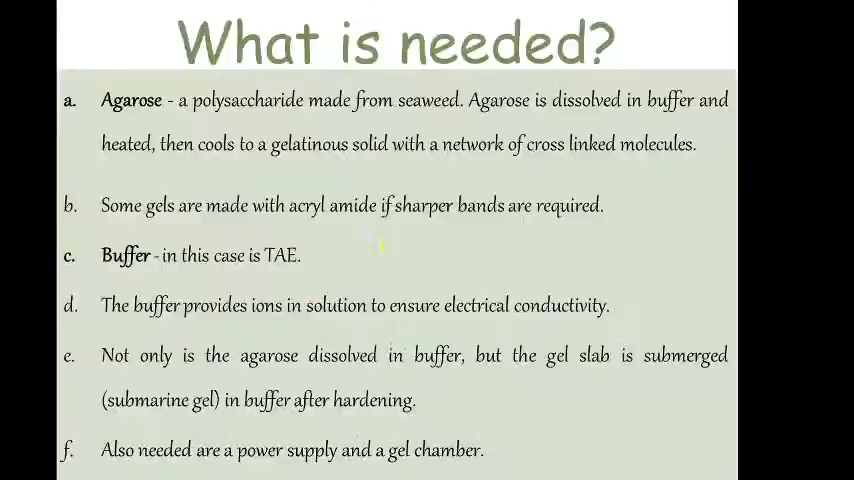 What is needed?
a. Agarose - a polysaccharide made from seaweed. Agarose is dissolved in buffer and
heated, then cools to a gelatinous solid with a network of cross linked molecules.
b. Some gels are made with acryl amide if sharper bands are required.
c. Buffer - in this case is TAE.
d. The buffer provides ions in solution to ensure electrical conductivity.
e. Not only is the agarose dissolved in buffer, but the gel slab is submerged
(submarine gel) in buffer after hardening.
f. Also needed are a power supply and a gel chamber.